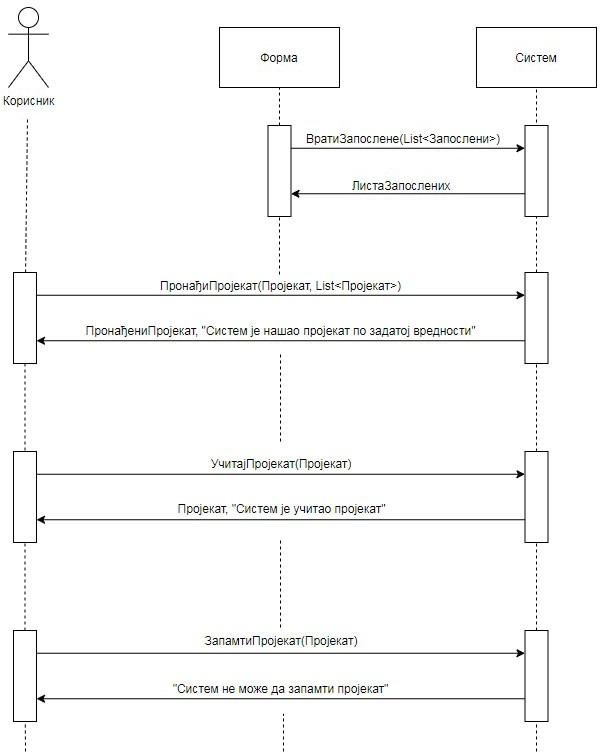 Корисник
Форма
Систем
ВратиЗапослене(List<Запослени>)
ЛистаЗапослених
ПронађиПројекат(Пројекат, List<Пројекат>)
ПронађениПројекат, "Систем је нашао пројекат по задатој вредности"
УчитајПројекат(Пројекат)
Пројекат, "Систем је учитао пројекат"
ЗапамтиПројекат(Пројекат)
"Систем не може да запамти пројекат"